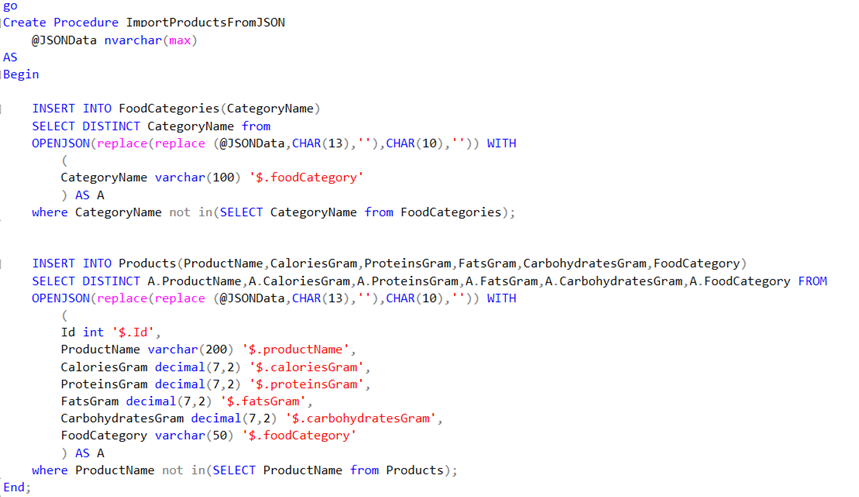 go
Create Procedure ImportProductsFromJSON
@JSONData nvarchar(max)
AS
Begin
INSERT INTO FoodCategories(CategoryName)
SELECT DISTINCT CategoryName from
OPENJSON(replace(replace (@JSONData,CHAR(13),''),CHAR(10),'')) WITH
(
CategoryName varchar(100) '$.foodCategory'
) AS A
where CategoryName not in(SELECT CategoryName from FoodCategories);
INSERT INTO Products(ProductName,CaloriesGram,ProteinsGram,FatsGram,CarbohydratesGram,FoodCategory)
SELECT DISTINCT A.ProductName,A.CaloriesGram,A.ProteinsGram,A.FatsGram,A.CarbohydratesGram,A.FoodCategory FROM
OPENJSON(replace(replace (@JSONData,CHAR(13),''),CHAR(10),'')) WITH
(
Id int '$.Id',
ProductName varchar(200) '$.productName',
CaloriesGram decimal(7,2) '$.caloriesGram',
ProteinsGram decimal(7,2) '$.proteinsGram',
FatsGram decimal(7,2) '$.fatsGram',
CarbohydratesGram decimal(7,2) '$.carbohydratesGram',
FoodCategory varchar(50) '$.foodCategory'
) AS A
where ProductName not in(SELECT ProductName from Products);
End;